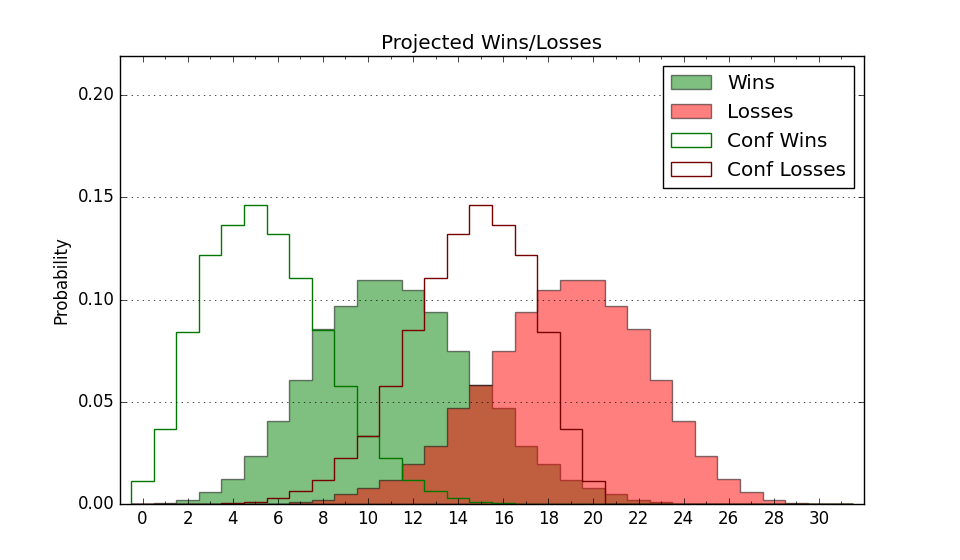 Projected Wins/Losses
Wins
Losses
Conf Wins
Conf Losses
Probability
0.20
0.15
0.10
0.05
0.00
0 2 4 6 8 10 12 14 16 18 20 22 24 26 28 30